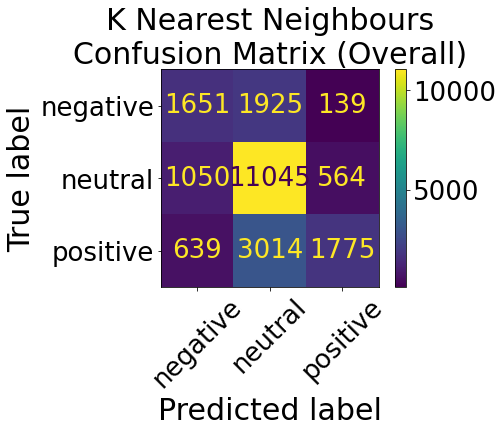 K Nearest Neighbours
Confusion Matrix (Overall)
True label
negative 1651 1925 139
neutral 1050 11045 564
positive 639 3014 1775
10000
5000
negative neutral positive
Predicted label